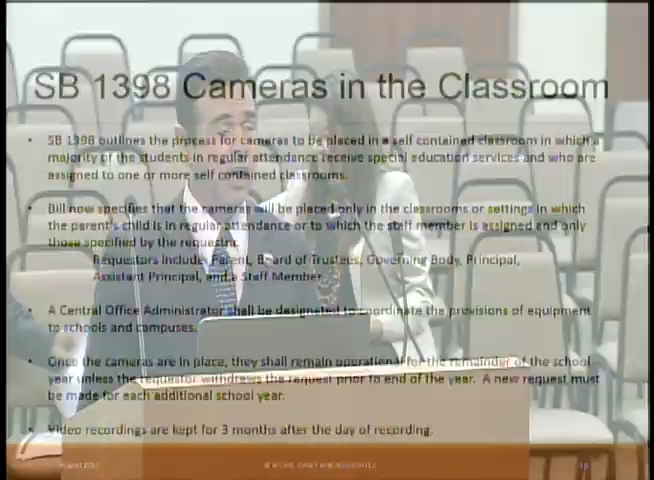 SB 1398 Cameras in the Classroom
• SB 1398 outlines the process for cameras to be placed in a self contained classroom in which a
majority of the students in regular attendance receive special education services and who are
assigned to one or more self contained classrooms.
• Bill now specifies that the cameras will be placed only in the classrooms or settings in which
the parent's child is in regular attendance or to which the staff member is assigned and only
those specified by the requestor.
Requestors Include: Parent, Board of Trustees, Governing Body, Principal,
Assistant Principal, and a Staff Member.
• A Central Office Administrator shall be designated to coordinate the provisions of equipment
to schools and campuses.
• Once the cameras are in place, they shall remain operational for the remainder of the school
year unless the requestor withdraws the request prior to end of the year. A new request must
be made for each additional school year.
• Video recordings are kept for 3 months after the day of recording.